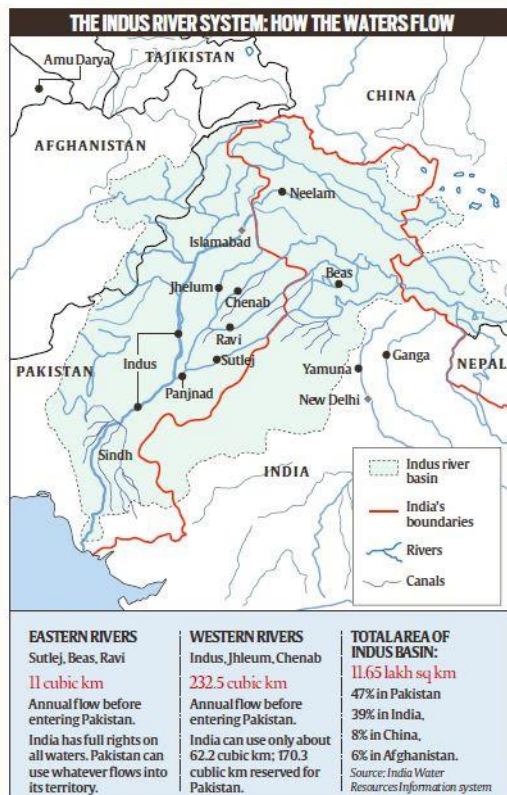 THE INDUS RIVER SYSTEM: HOW THE WATERS FLOW
Amu Darya
TAJIKISTAN
CHINA
AFGHANISTAN
Neelam
Islamabad
Jhelum
Chenab
Beas
Ravi
Indus
Sutlej
PAKISTAN
Panjnad
Yamuna
Ganga
NEPAL
New Delhi
Sindh
INDIA
Indus river
basin
India's
boundaries
Rivers
Canals
EASTERN RIVERS
Sutlej, Beas, Ravi
11 cubic km
Annual flow before
entering Pakistan.
India has full rights on
all waters. Pakistan can
use whatever flows into
its territory.
WESTERN RIVERS
Indus, Jhleum, Chenab
232.5 cubic km
Annual flow before
entering Pakistan.
India can use only about
62.2 cubic km; 170.3
cublic km reserved for
Pakistan.
TOTAL AREA OF
INDUS BASIN:
11.65 lakh sq km
47% in Pakistan
39% in India,
8% in China,
6% in Afghanistan.
Source: India Water
Resources Information system